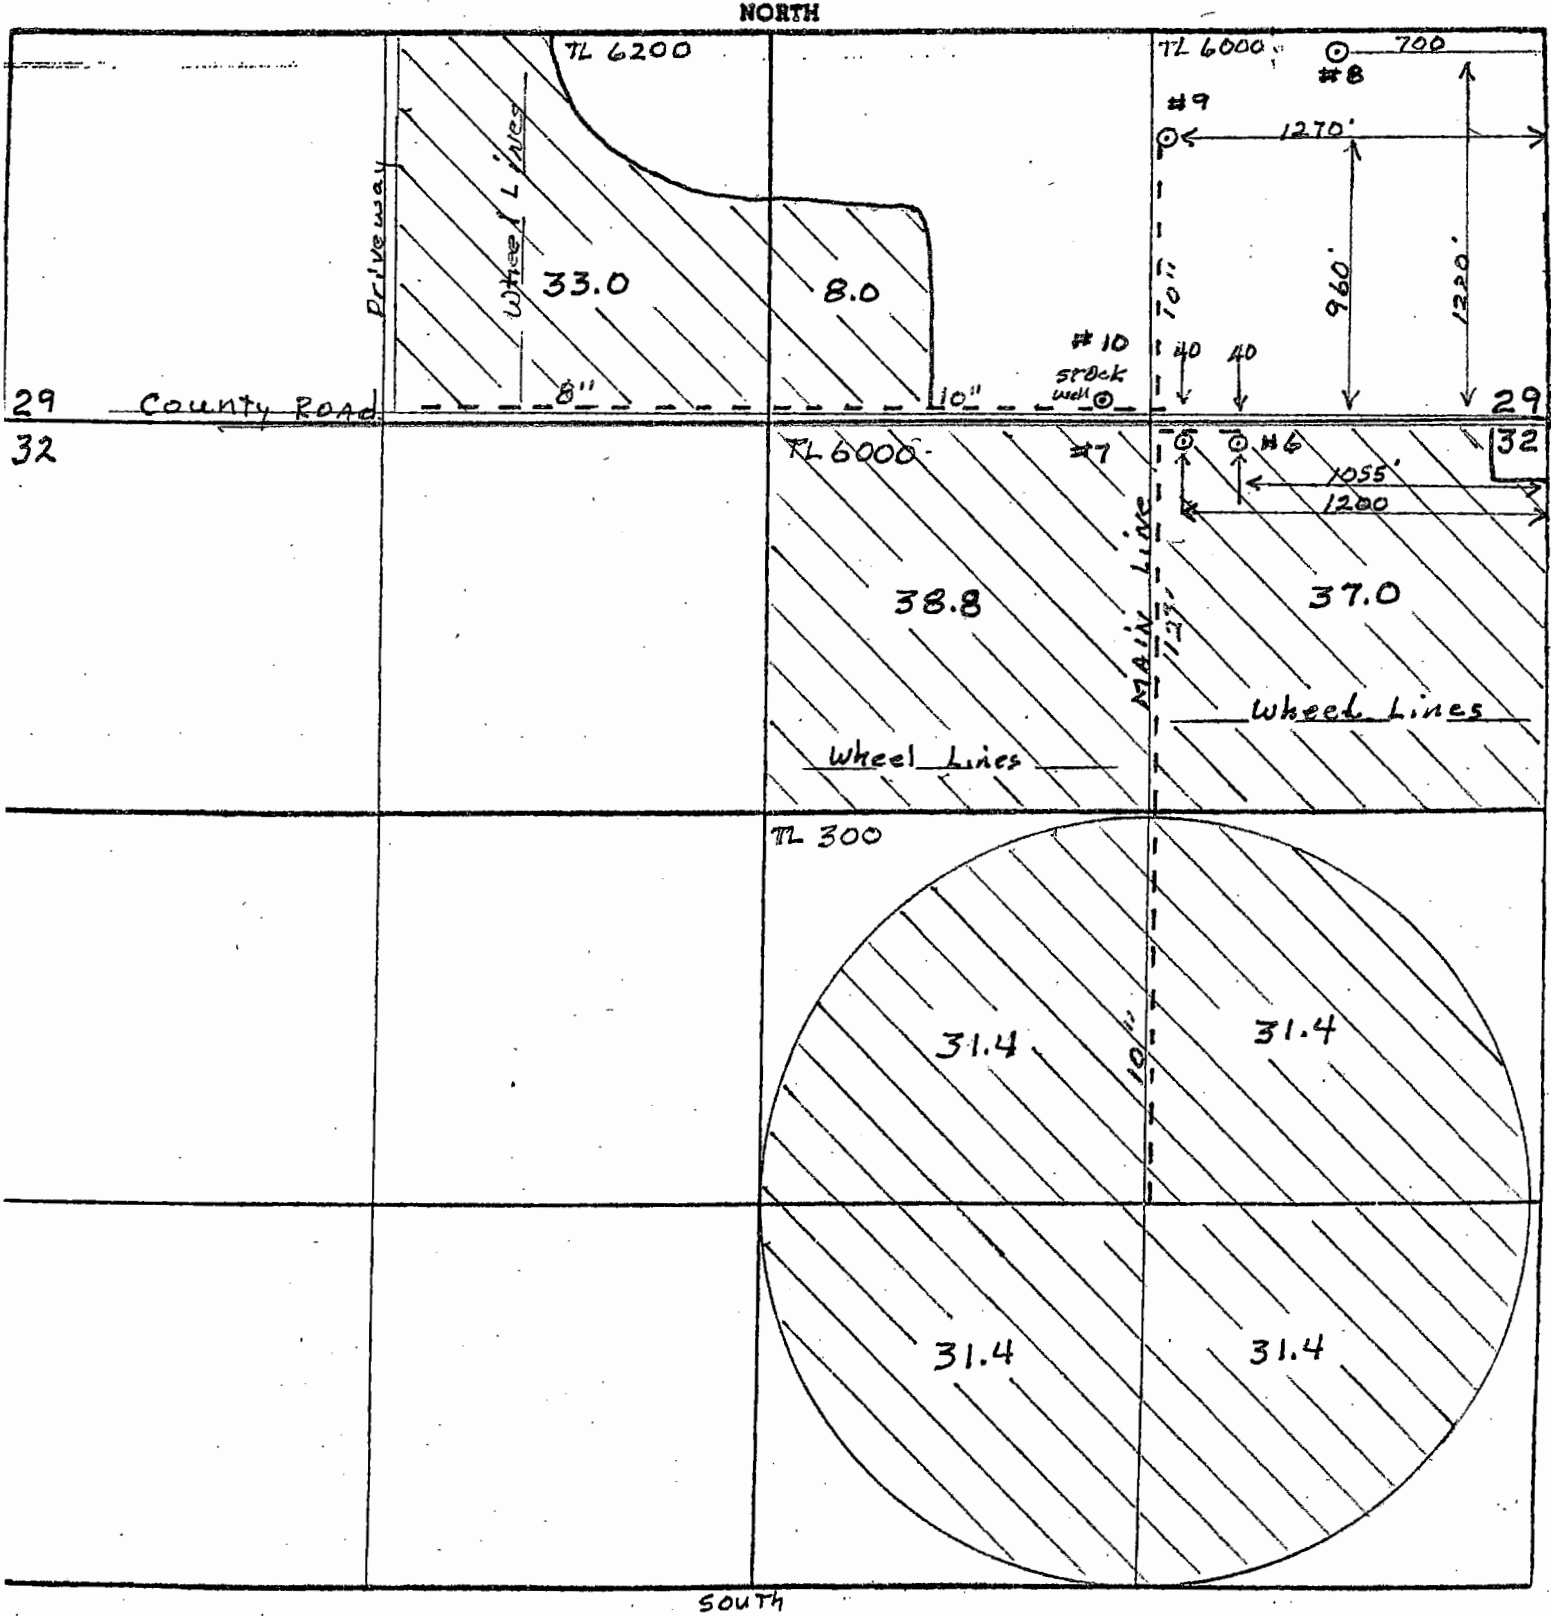 NORTH
TL 6200
TL 6000
700
#8
#9
1270'
Driveway
Wheel Lines
33.0
8.0
10"
960'
1220'
#10
stock
well
40
40
8"
10"
29
County ROAD
29
32
TL 6000
#7
#6
32
1055'
1200
MAIN LINE
38.8
37.0
Wheel Lines
Wheel Lines
TL 300
31.4
10"
31.4
31.4
31.4
SOUTH